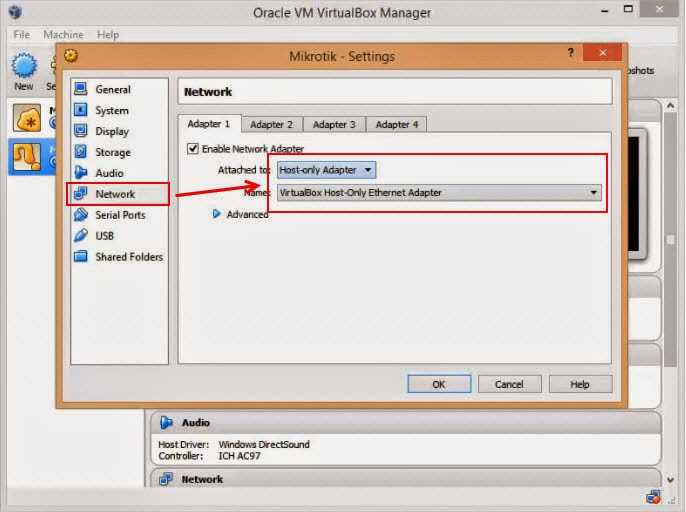 Oracle VM VirtualBox Manager
File Machine Help
Mikrotik - Settings
?
New
pshots
General
System
Display
Storage
Audio
Network
Serial Ports
USB
Shared Folders
Network
Adapter 1 Adapter 2 Adapter 3 Adapter 4
Enable Network Adapter
Attached to: Host-only Adapter
Name: VirtualBox Host-Only Ethernet Adapter
Advanced
OK Cancel Help
Audio
Host Driver: Windows DirectSound
Controller: ICH AC97
Network